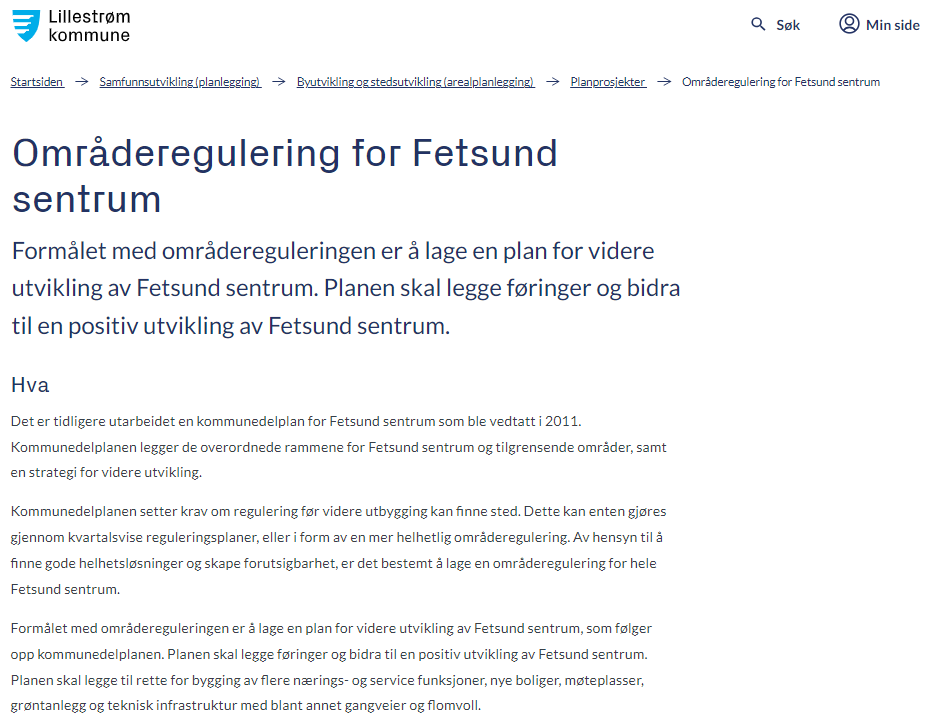 Lillestrøm
kommune
Søk
Min side
Startsiden → Samfunnsutvikling (planlegging) → Byutvikling og stedsutvikling (arealplanlegging) → Planprosjekter → Områderegulering for Fetsund sentrum
Områderegulering for Fetsund
sentrum
Formålet med områdereguleringen er å lage en plan for videre
utvikling av Fetsund sentrum. Planen skal legge føringer og bidra
til en positiv utvikling av Fetsund sentrum.
Hva
Det er tidligere utarbeidet en kommunedelplan for Fetsund sentrum som ble vedtatt i 2011.
Kommunedelplanen legger de overordnede rammene for Fetsund sentrum og tilgrensende områder, samt
en strategi for videre utvikling.
Kommunedelplanen setter krav om regulering før videre utbygging kan finne sted. Dette kan enten gjøres
gjennom kvartalsvise reguleringsplaner, eller i form av en mer helhetlig områderegulering. Av hensyn til å
finne gode helhetsløsninger og skape forutsigbarhet, er det bestemt å lage en områderegulering for hele
Fetsund sentrum.
Formålet med områdereguleringen er å lage en plan for videre utvikling av Fetsund sentrum, som følger
opp kommunedelplanen. Planen skal legge føringer og bidra til en positiv utvikling av Fetsund sentrum.
Planen skal legge til rette for bygging av flere nærings- og service funksjoner, nye boliger, møteplasser,
grøntanlegg og teknisk infrastruktur med blant annet gangveier og flomvoll.